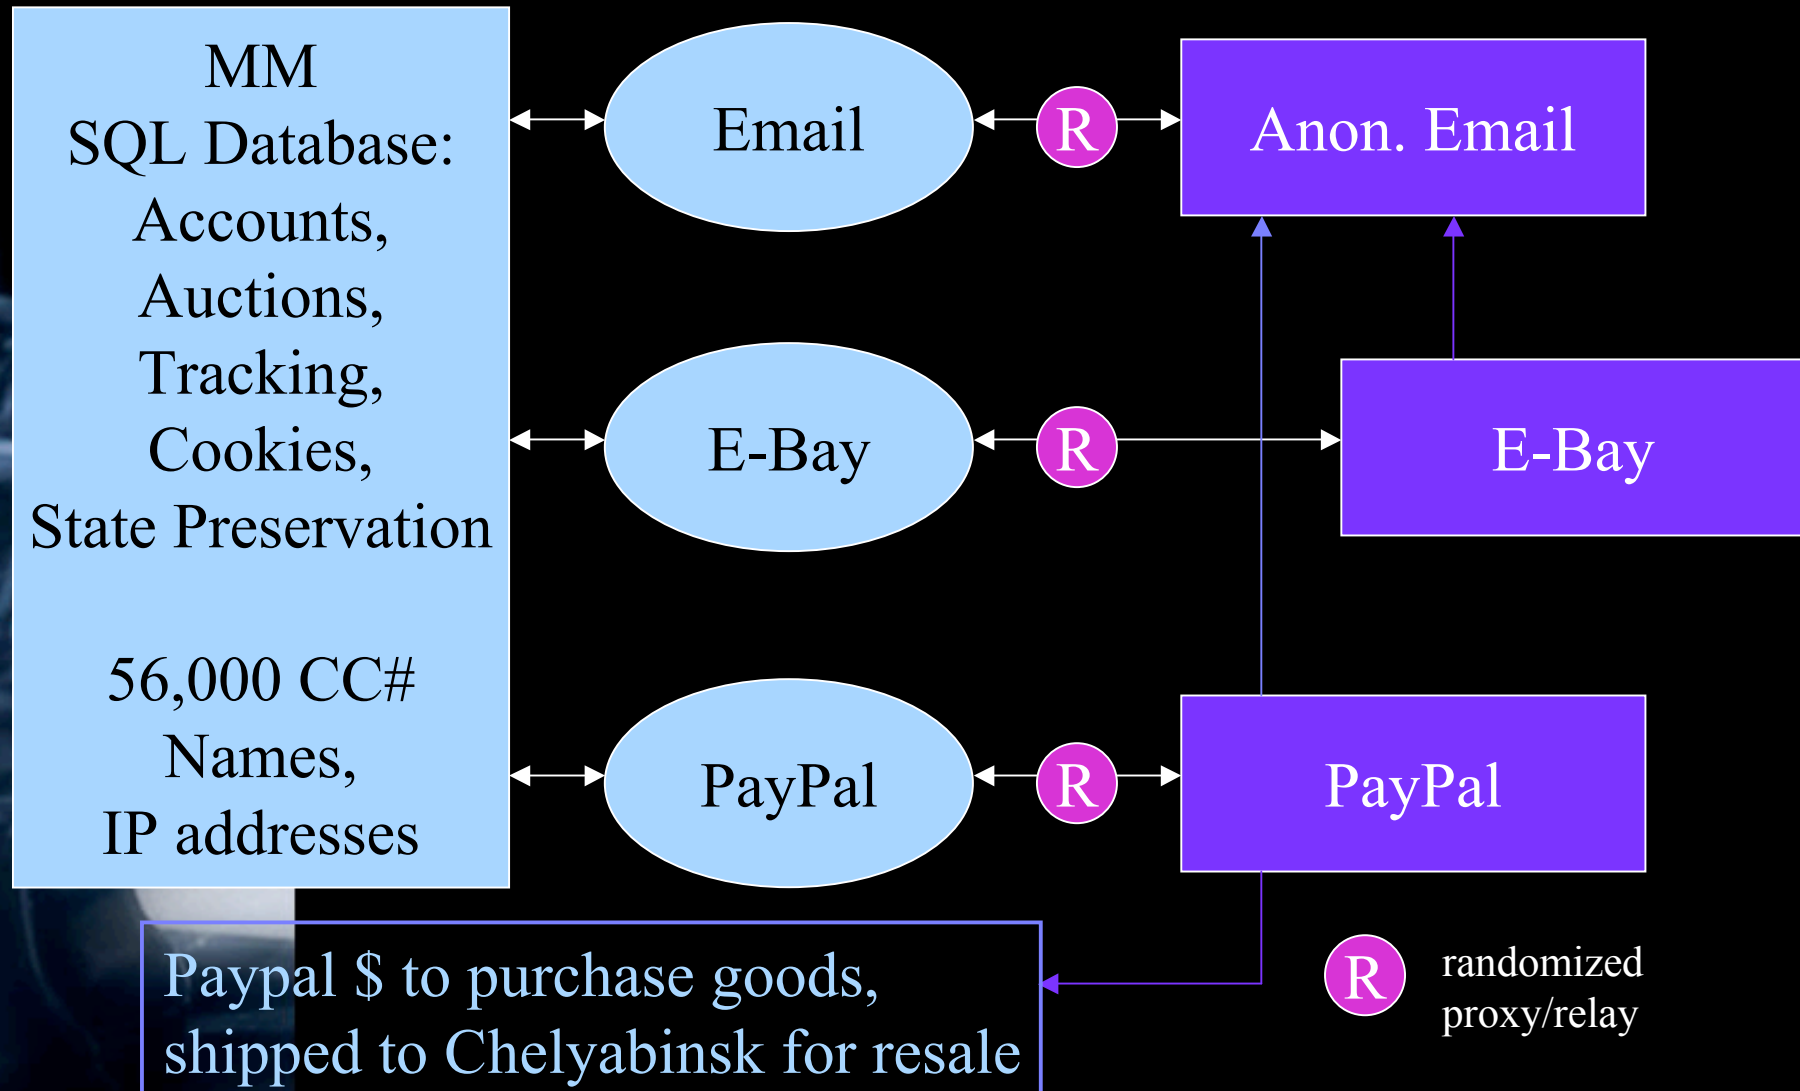 MM
SQL Database:
Accounts,
Auctions,
Tracking,
Cookies,
State Preservation
56,000 CC#
Names,
IP addresses
Email
R
Anon. Email
E-Bay
R
E-Bay
PayPal
R
PayPal
Paypal $ to purchase goods,
shipped to Chelyabinsk for resale
R
randomized
proxy/relay